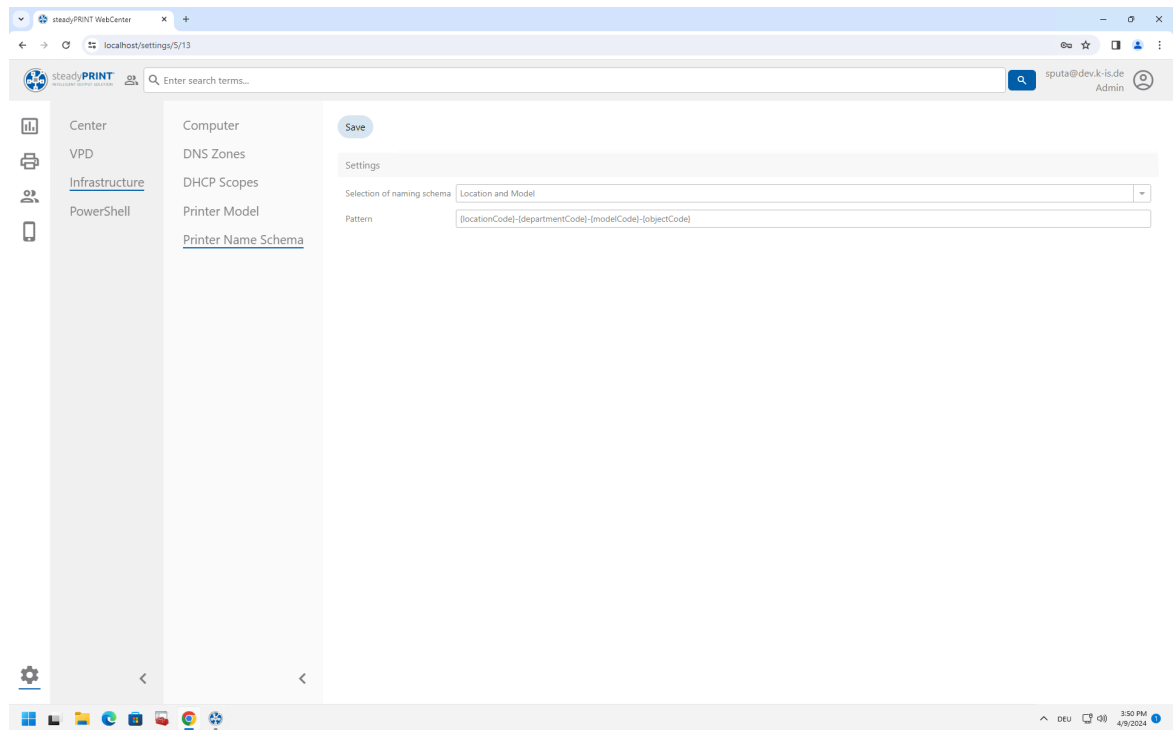 steadyPRINT WebCenter
localhost/settings/5/13
steadyPRINT
Enter search terms...
sputa@dev.k-is.de
Admin
Center
VPD
Infrastructure
PowerShell
Computer
DNS Zones
DHCP Scopes
Printer Model
Printer Name Schema
Save
Settings
Selection of naming schema
Location and Model
Pattern
{locationCode}-{departmentCode}-{modelCode}-{objectCode}
DEU
3:50 PM
4/9/2024
1